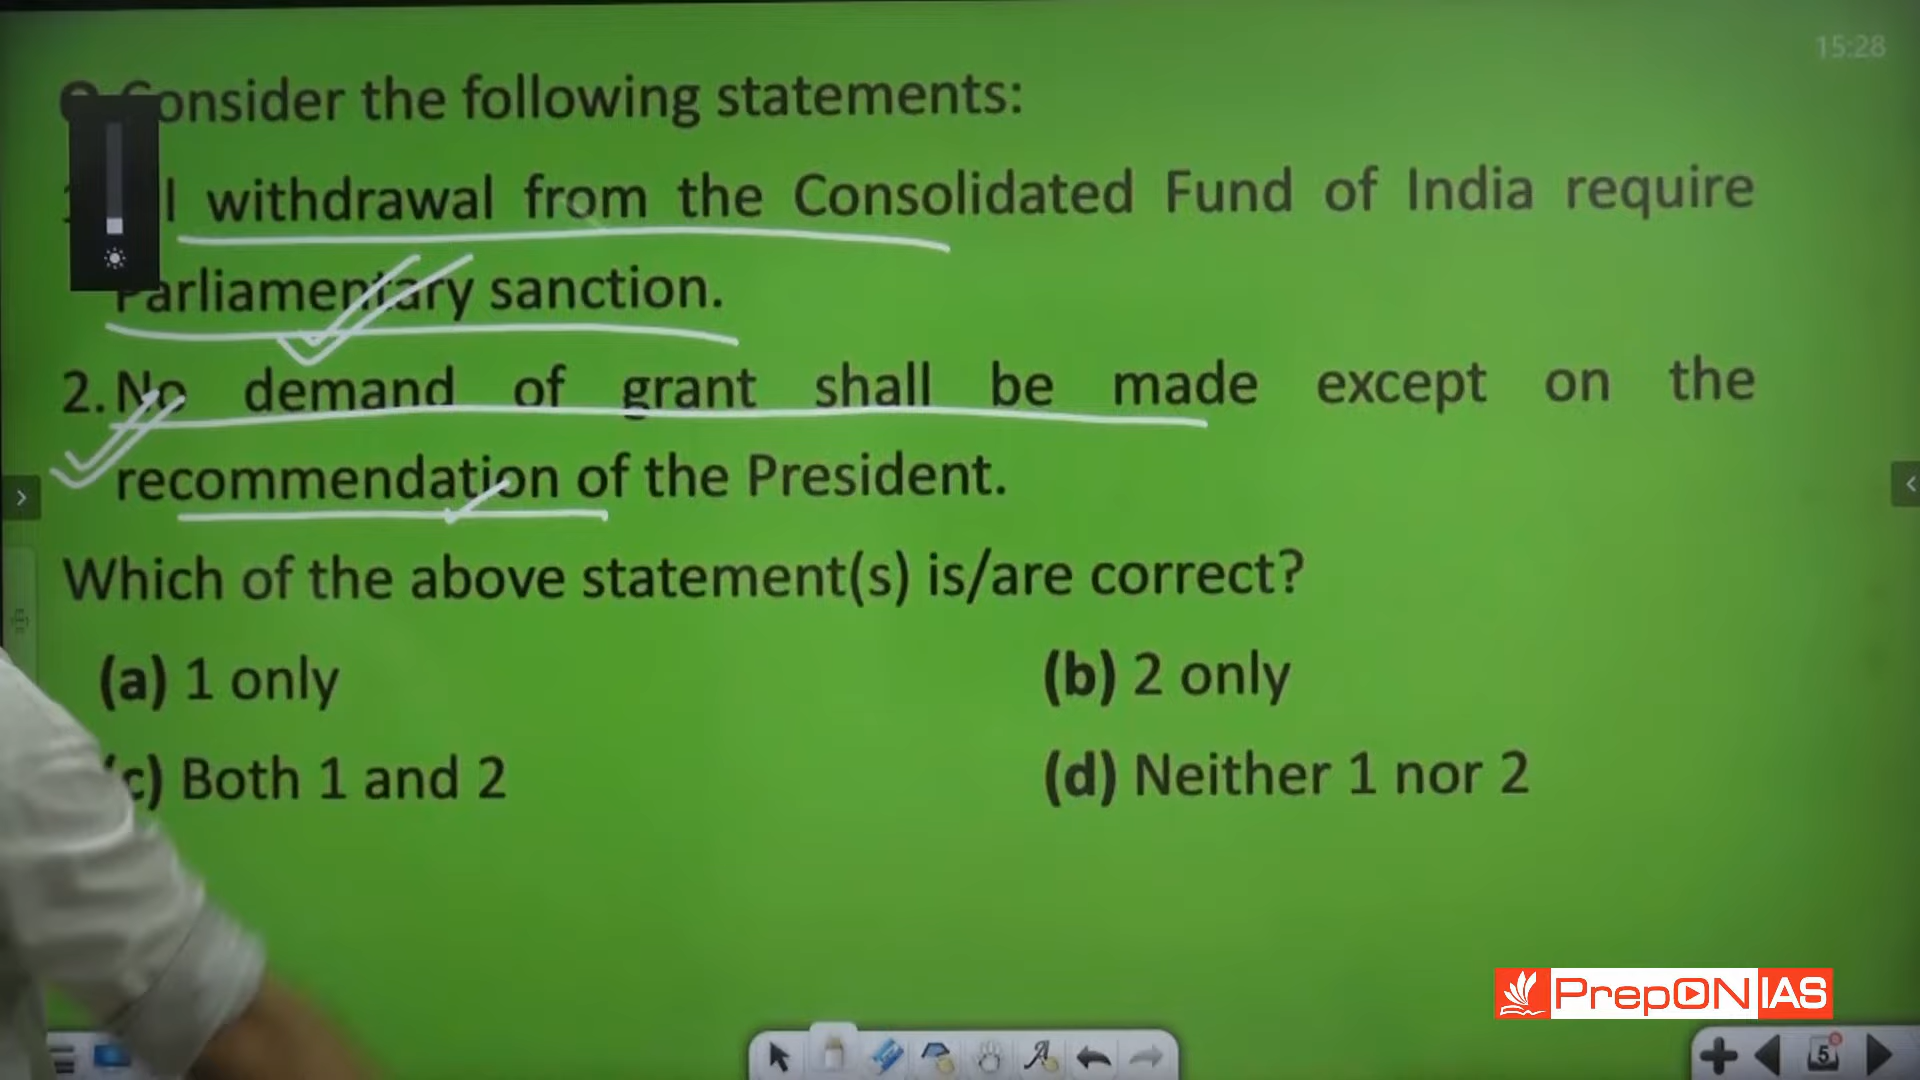 15:28
Consider the following statements:
withdrawal from the Consolidated Fund of India require
Parliamentary sanction.
2. No demand of grant shall be made except on the
recommendation of the President.
Which of the above statement(s) is/are correct?
(a) 1 only (b) 2 only
(c) Both 1 and 2 (d) Neither 1 nor 2
PrepON IAS
5